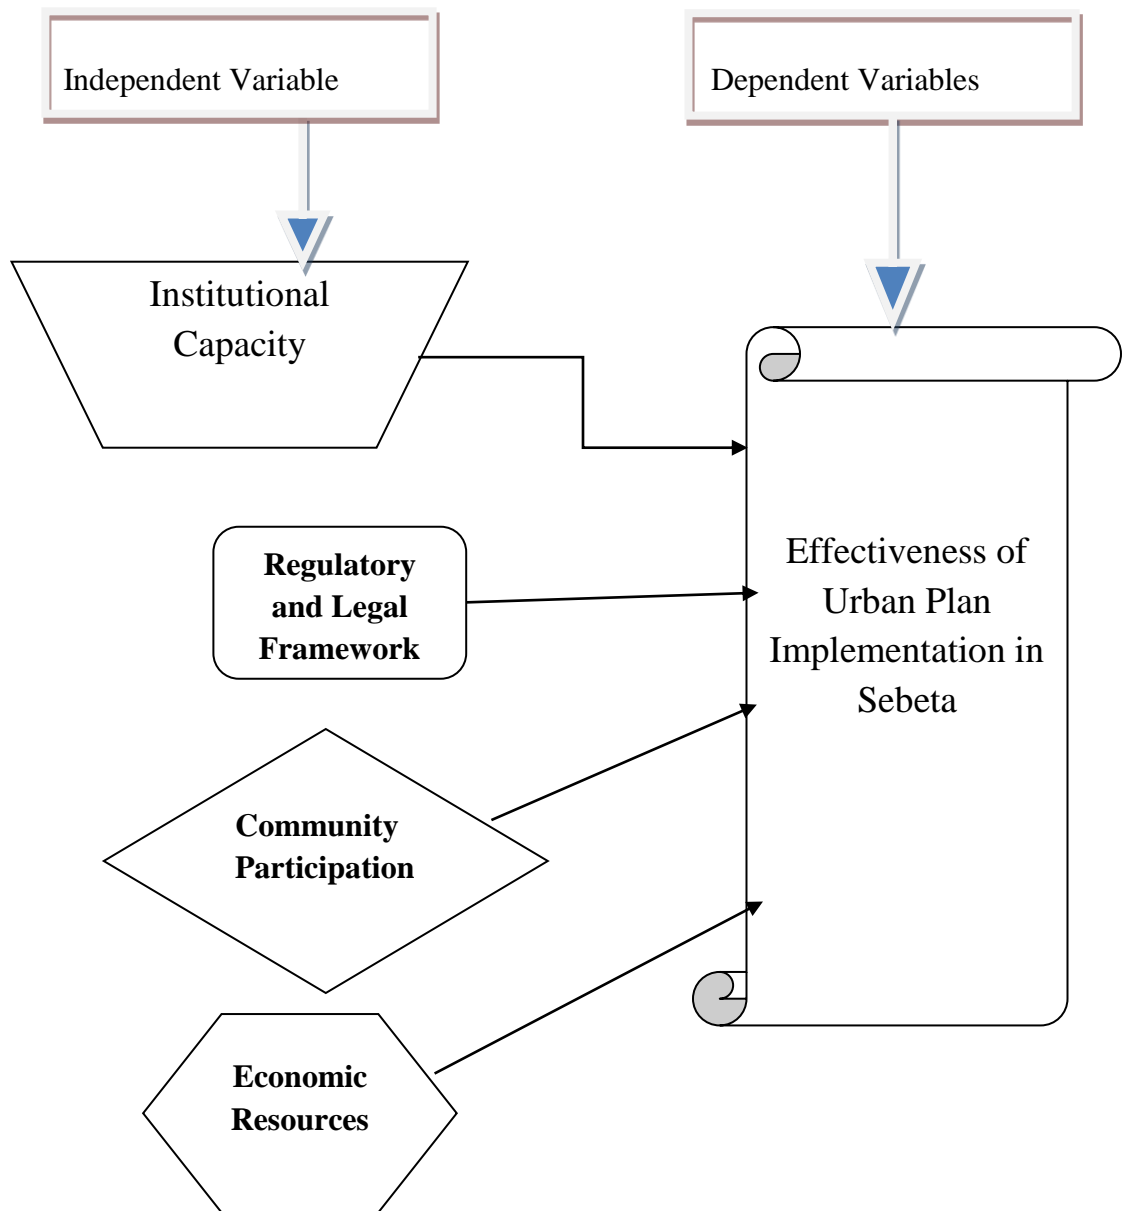 Independent Variable
Dependent Variables
Institutional
Capacity
Regulatory
and Legal
Framework
Community
Participation
Economic
Resources
Effectiveness of
Urban Plan
Implementation in
Sebeta